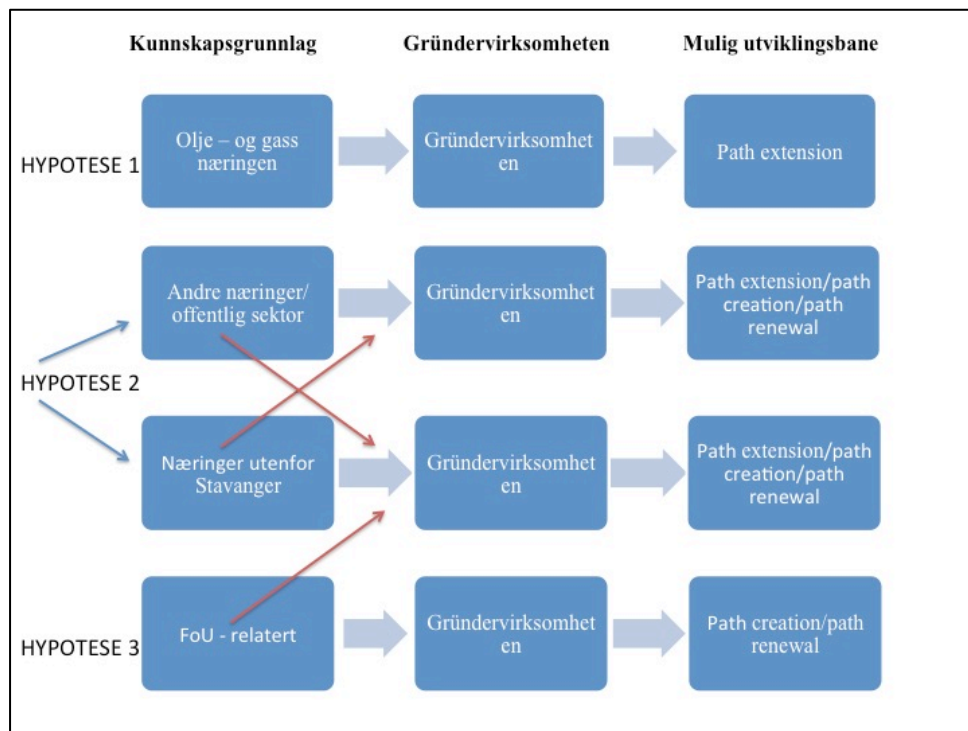 Kunnskapsgrunnlag Gründervirksomheten Mulig utviklingsbane
HYPOTESE 1
Olje – og gass
næringen
Gründervirksomhet
en
Path extension
Andre næringer/
offentlig sektor
Gründervirksomhet
en
Path extension/path
creation/path
renewal
HYPOTESE 2
Næringer utenfor
Stavanger
Gründervirksomhet
en
Path extension/path
creation/path
renewal
HYPOTESE 3
FoU - relatert
Gründervirksomhet
en
Path creation/path
renewal